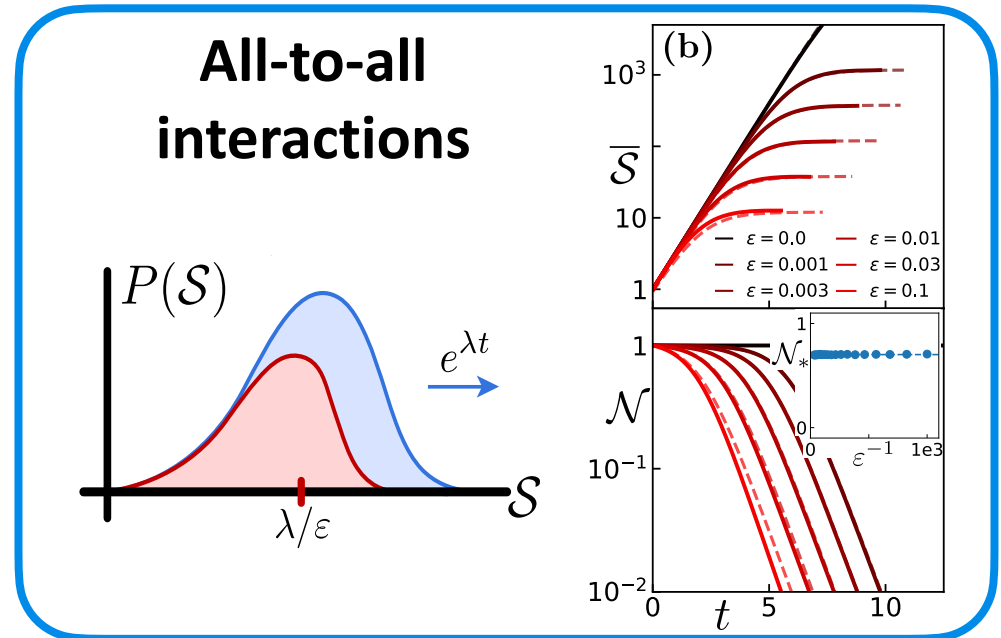 All-to-all
interactions
P(𝒮)
e^{λt}
λ/ε
𝒮
(b)
10³
𝒮̅
10
1
ε = 0.0
ε = 0.001
ε = 0.003
ε = 0.01
ε = 0.03
ε = 0.1
1
𝒩
10⁻¹
10⁻²
1
𝒩*
0
0
ε⁻¹
1e3
0
5
10
t